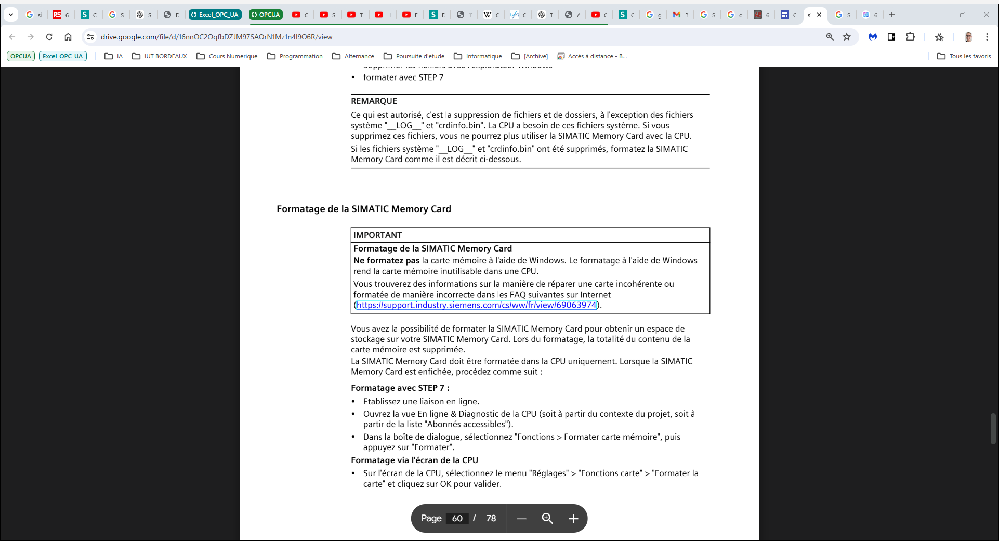 6
C
S
S
D
Excel_OPC_UA
OPCUA
C
S
T
H
E
D
1
C
C
T
A
C
C
g
B
S
c
6
C
s
S
6
drive.google.com/file/d/16nnOC2OqfbDZJM97SAOrN1Mz1n4I9O6R/view
OPCUA
Excel_OPC_UA
IA
IUT BORDEAUX
Cours Numerique
Programmation
Alternance
Poursuite d'etude
Informatique
[Archive]
Accès à distance - B...
Tous les favoris
Supprimer les fichiers avec l'explorateur Windows
• formater avec STEP 7
REMARQUE
Ce qui est autorisé, c'est la suppression de fichiers et de dossiers, à l'exception des fichiers
système "__LOG__" et "crdinfo.bin". La CPU a besoin de ces fichiers système. Si vous
supprimez ces fichiers, vous ne pourrez plus utiliser la SIMATIC Memory Card avec la CPU.
Si les fichiers système "__LOG__" et "crdinfo.bin" ont été supprimés, formatez la SIMATIC
Memory Card comme il est décrit ci-dessous.
Formatage de la SIMATIC Memory Card
IMPORTANT
Formatage de la SIMATIC Memory Card
Ne formatez pas la carte mémoire à l'aide de Windows. Le formatage à l'aide de Windows
rend la carte mémoire inutilisable dans une CPU.
Vous trouverez des informations sur la manière de réparer une carte incohérente ou
formatée de manière incorrecte dans les FAQ suivantes sur Internet
(https://support.industry.siemens.com/cs/ww/fr/view/69063974).
Vous avez la possibilité de formater la SIMATIC Memory Card pour obtenir un espace de
stockage sur votre SIMATIC Memory Card. Lors du formatage, la totalité du contenu de la
carte mémoire est supprimée.
La SIMATIC Memory Card doit être formatée dans la CPU uniquement. Lorsque la SIMATIC
Memory Card est enfichée, procédez comme suit :
Formatage avec STEP 7 :
• Etablissez une liaison en ligne.
• Ouvrez la vue En ligne & Diagnostic de la CPU (soit à partir du contexte du projet, soit à
partir de la liste "Abonnés accessibles").
• Dans la boîte de dialogue, sélectionnez "Fonctions > Formater carte mémoire", puis
appuyez sur "Formater".
Formatage via l'écran de la CPU
• Sur l'écran de la CPU, sélectionnez le menu "Réglages" > "Fonctions carte" > "Formater la
carte" et cliquez sur OK pour valider.
Page 60 / 78